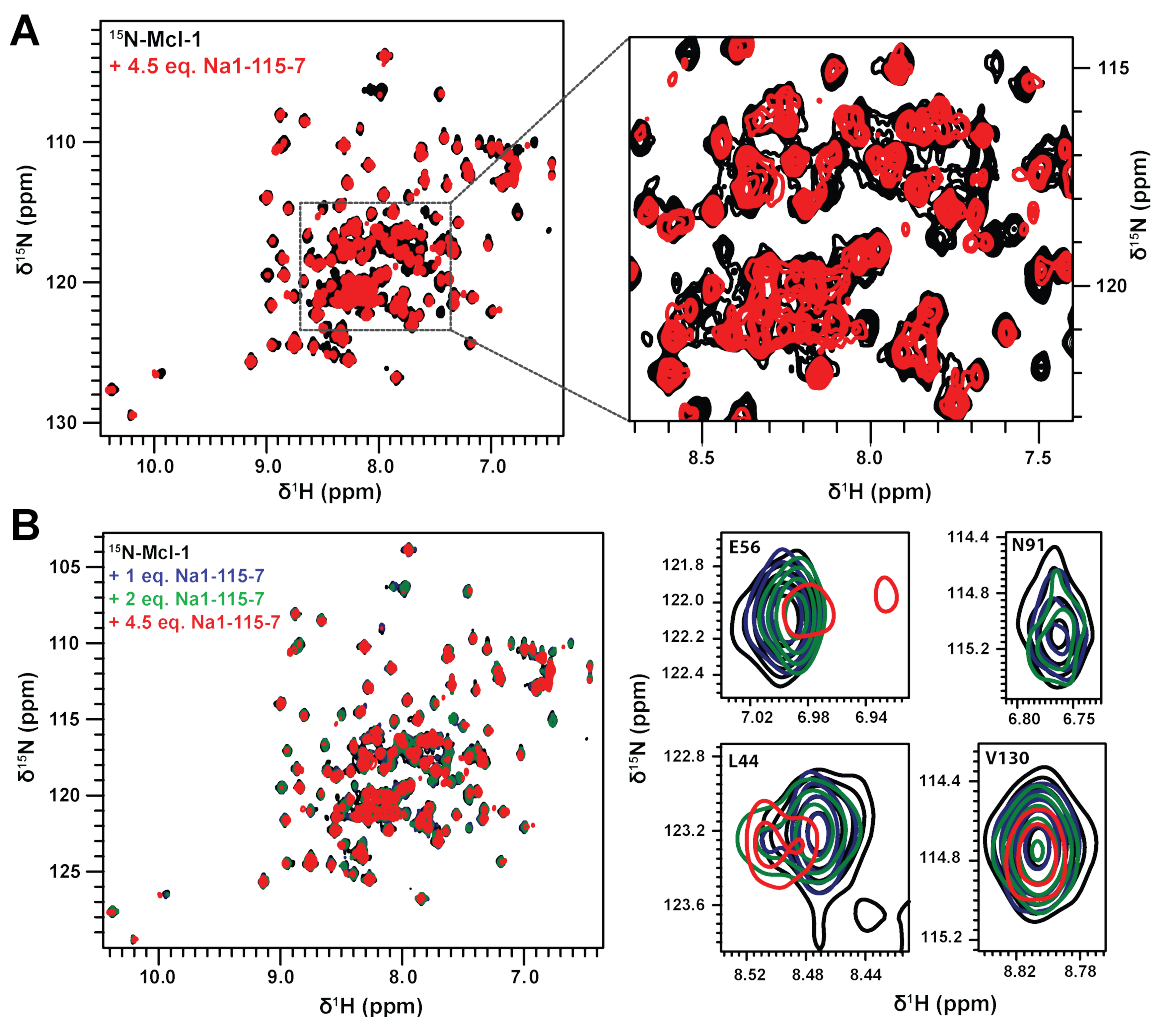 A
¹⁵N-Mcl-1
+ 4.5 eq. Na1-115-7
110
120
130
δ¹⁵N (ppm)
10.0 9.0 8.0 7.0
δ¹H (ppm)
115
120
δ¹⁵N (ppm)
8.5 8.0 7.5
δ¹H (ppm)
B
¹⁵N-Mcl-1
+ 1 eq. Na1-115-7
+ 2 eq. Na1-115-7
+ 4.5 eq. Na1-115-7
105
110
115
120
125
δ¹⁵N (ppm)
10.0 9.0 8.0 7.0
δ¹H (ppm)
E56
121.8
122.0
122.2
122.4
7.02 6.98 6.94
N91
114.4
114.8
115.2
6.80 6.75
δ¹⁵N (ppm)
L44
122.8
123.2
123.6
8.52 8.48 8.44
V130
114.4
114.8
115.2
8.82 8.78
δ¹H (ppm)